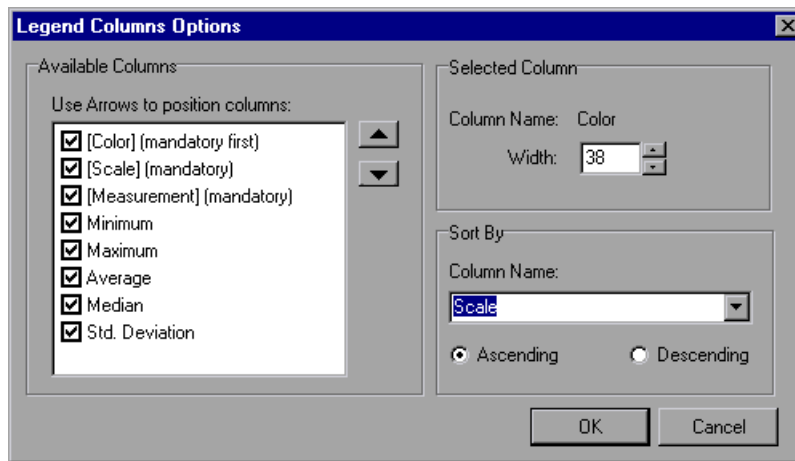 Legend Columns Options
Available Columns
Use Arrows to position columns:
[Color] (mandatory first)
[Scale] (mandatory)
[Measurement] (mandatory)
Minimum
Maximum
Average
Median
Std. Deviation
Selected Column
Column Name: Color
Width: 38
Sort By
Column Name:
Scale
Ascending Descending
OK Cancel